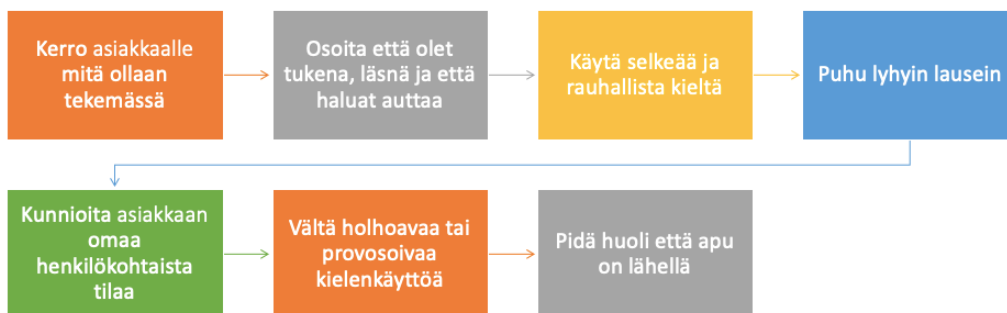 Kerro asiakkaalle
mitä ollaan
tekemässä
Osoita että olet
tukena, läsnä ja että
haluat auttaa
Käytä selkeää ja
rauhallista kieltä
Puhu lyhyin lausein
Kunnioita asiakkaan
omaa
henkilökohtaista
tilaa
Vältä holhoavaa tai
provosoivaa
kielenkäyttöä
Pidä huoli että apu
on lähellä